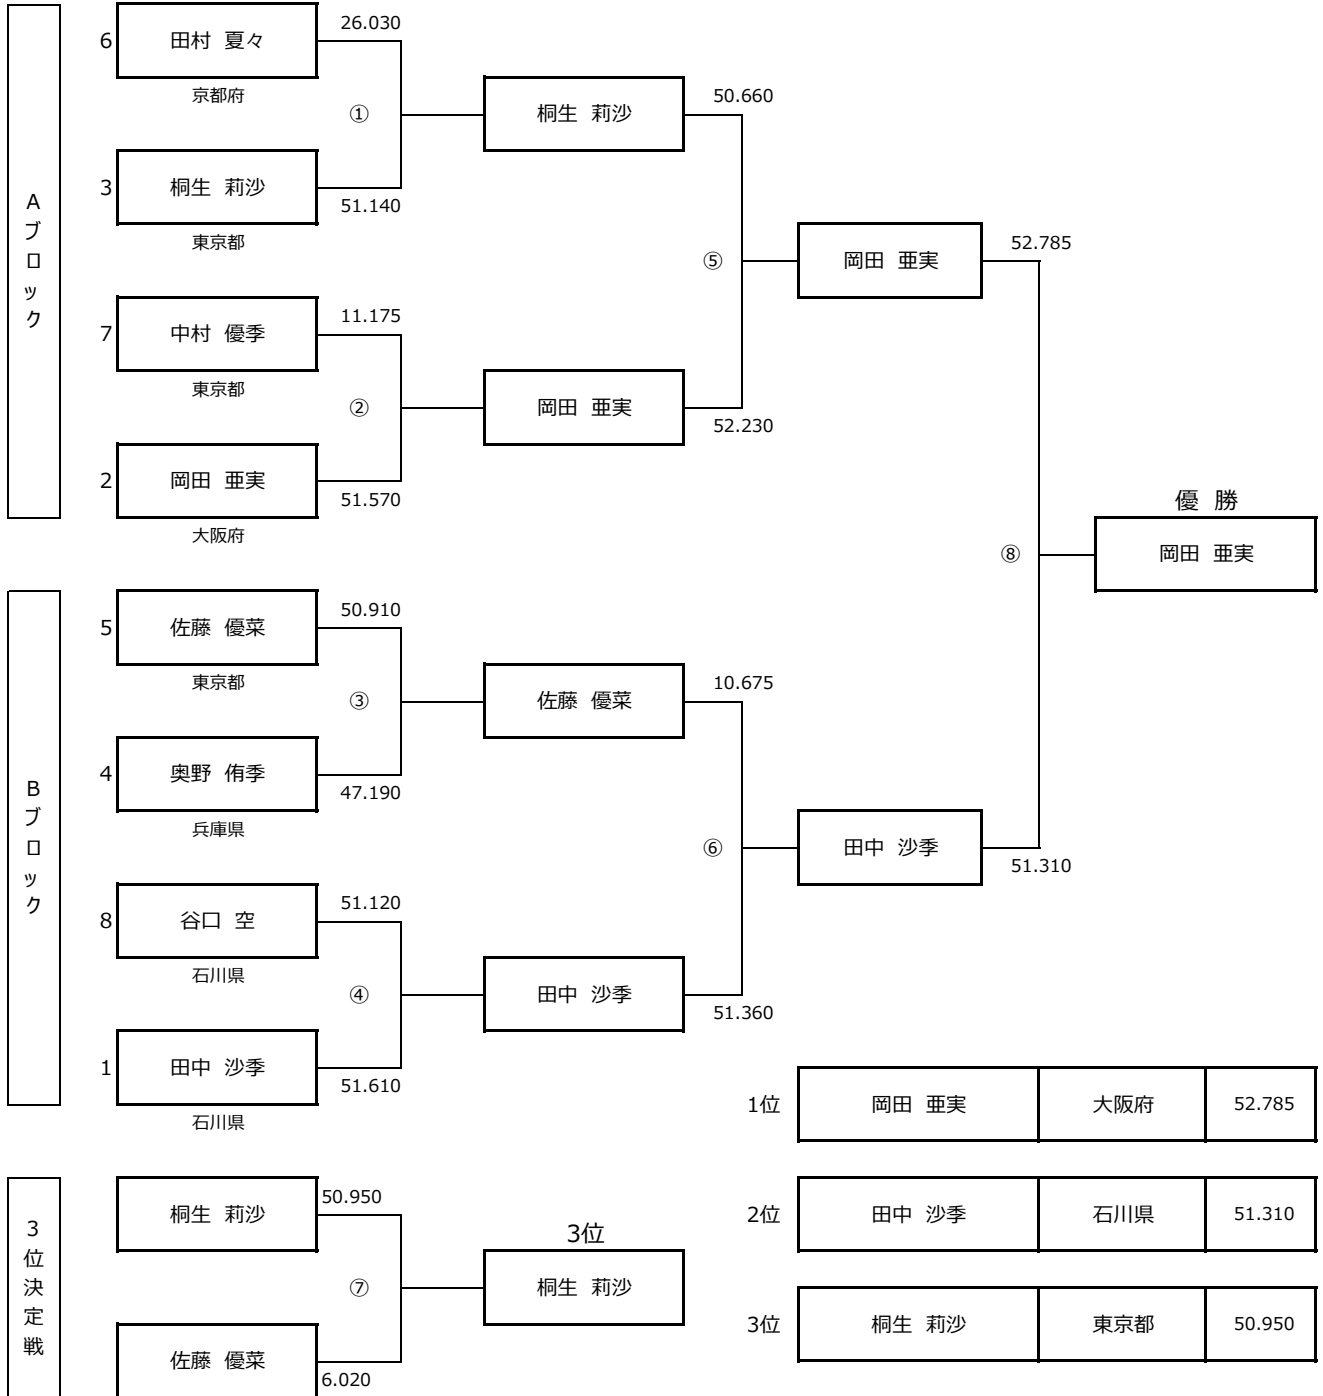 Aブロック
6
田村 夏々
26.030
京都府
①
桐生 莉沙
50.660
3
桐生 莉沙
51.140
東京都
⑤
岡田 亜実
52.785
7
中村 優季
11.175
東京都
②
岡田 亜実
52.230
2
岡田 亜実
51.570
大阪府
⑧
優 勝
岡田 亜実
Bブロック
5
佐藤 優菜
50.910
東京都
③
佐藤 優菜
10.675
4
奥野 侑季
47.190
兵庫県
⑥
田中 沙季
51.310
8
谷口 空
51.120
石川県
④
田中 沙季
51.360
1
田中 沙季
51.610
石川県
1位 岡田 亜実 大阪府 52.785
2位 田中 沙季 石川県 51.310
3位 桐生 莉沙 東京都 50.950
3位決定戦
桐生 莉沙
50.950
⑦
3位
桐生 莉沙
佐藤 優菜
6.020